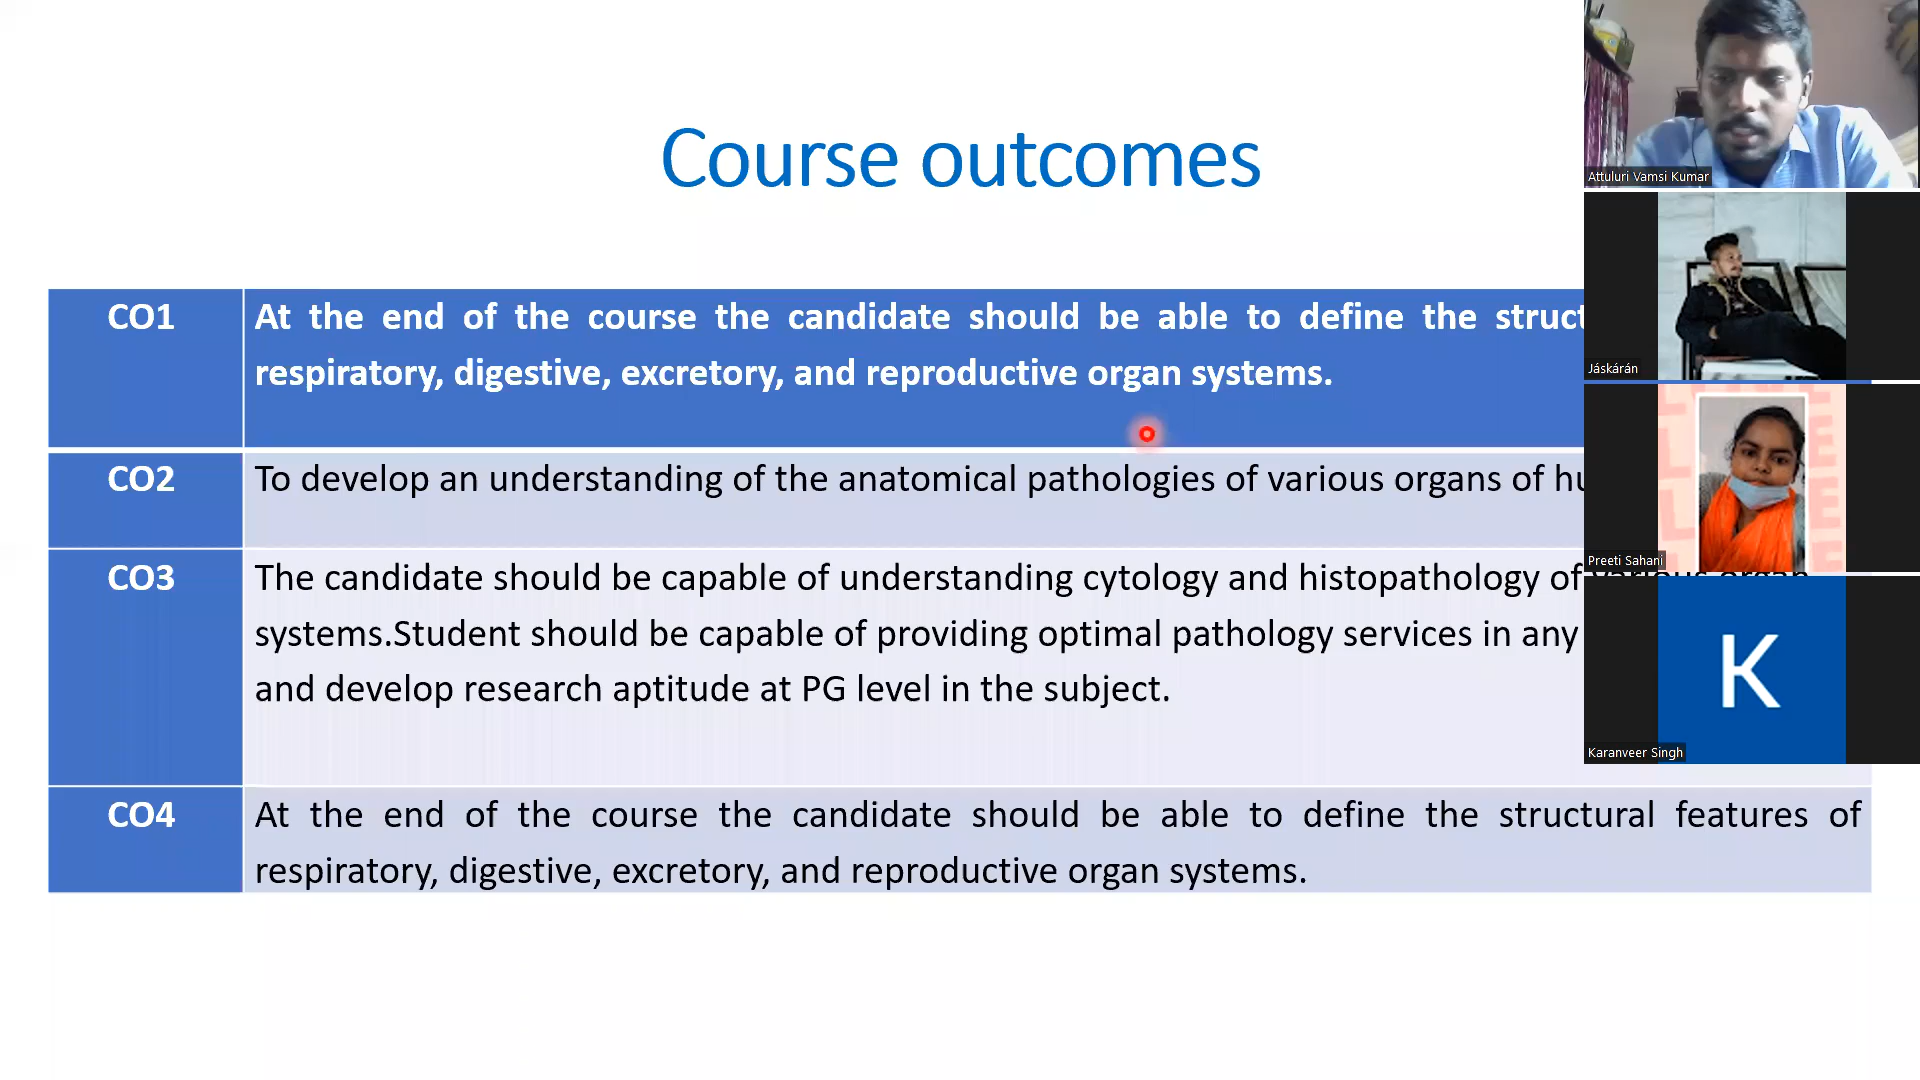 Course outcomes
CO1
At the end of the course the candidate should be able to define the
respiratory, digestive, excretory, and reproductive organ systems.
CO2
To develop an understanding of the anatomical pathologies of various organs of
CO3
The candidate should be capable of understanding cytology and histopathology of various organ
systems.Student should be capable of providing optimal pathology services in any
and develop research aptitude at PG level in the subject.
CO4
At the end of the course the candidate should be able to define the structural features of
respiratory, digestive, excretory, and reproductive organ systems.
Attuluri Vamsi Kumar
Jáskárán
Preeti Sahani
K
Karanveer Singh